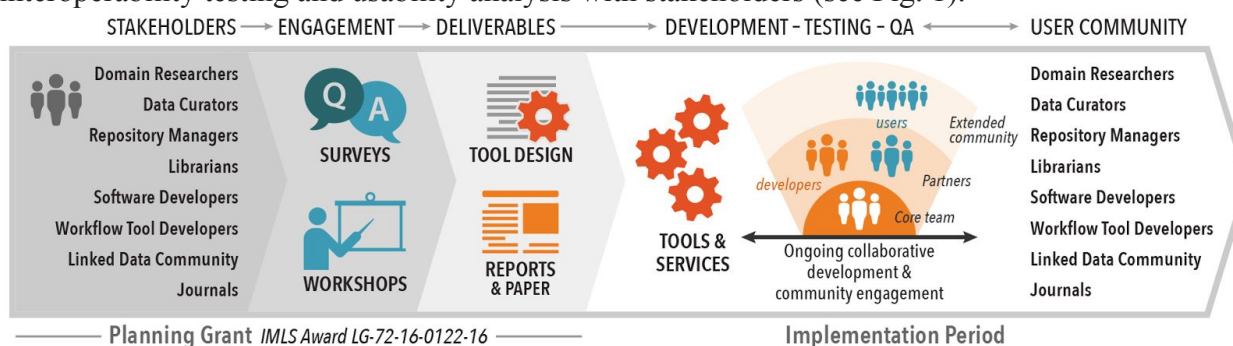 interoperability testing and usability analysis with stakeholders (see Fig. 1).
STAKEHOLDERS ENGAGEMENT DELIVERABLES DEVELOPMENT – TESTING – QA USER COMMUNITY
Domain Researchers
Data Curators
Repository Managers
Librarians
Software Developers
Workflow Tool Developers
Linked Data Community
Journals
Q A
SURVEYS
WORKSHOPS
TOOL DESIGN
REPORTS
& PAPER
TOOLS &
SERVICES
users
Extended
community
developers
Partners
Core team
Ongoing collaborative
development &
community engagement
Domain Researchers
Data Curators
Repository Managers
Librarians
Software Developers
Workflow Tool Developers
Linked Data Community
Journals
Planning Grant IMLS Award LG-72-16-0122-16
Implementation Period